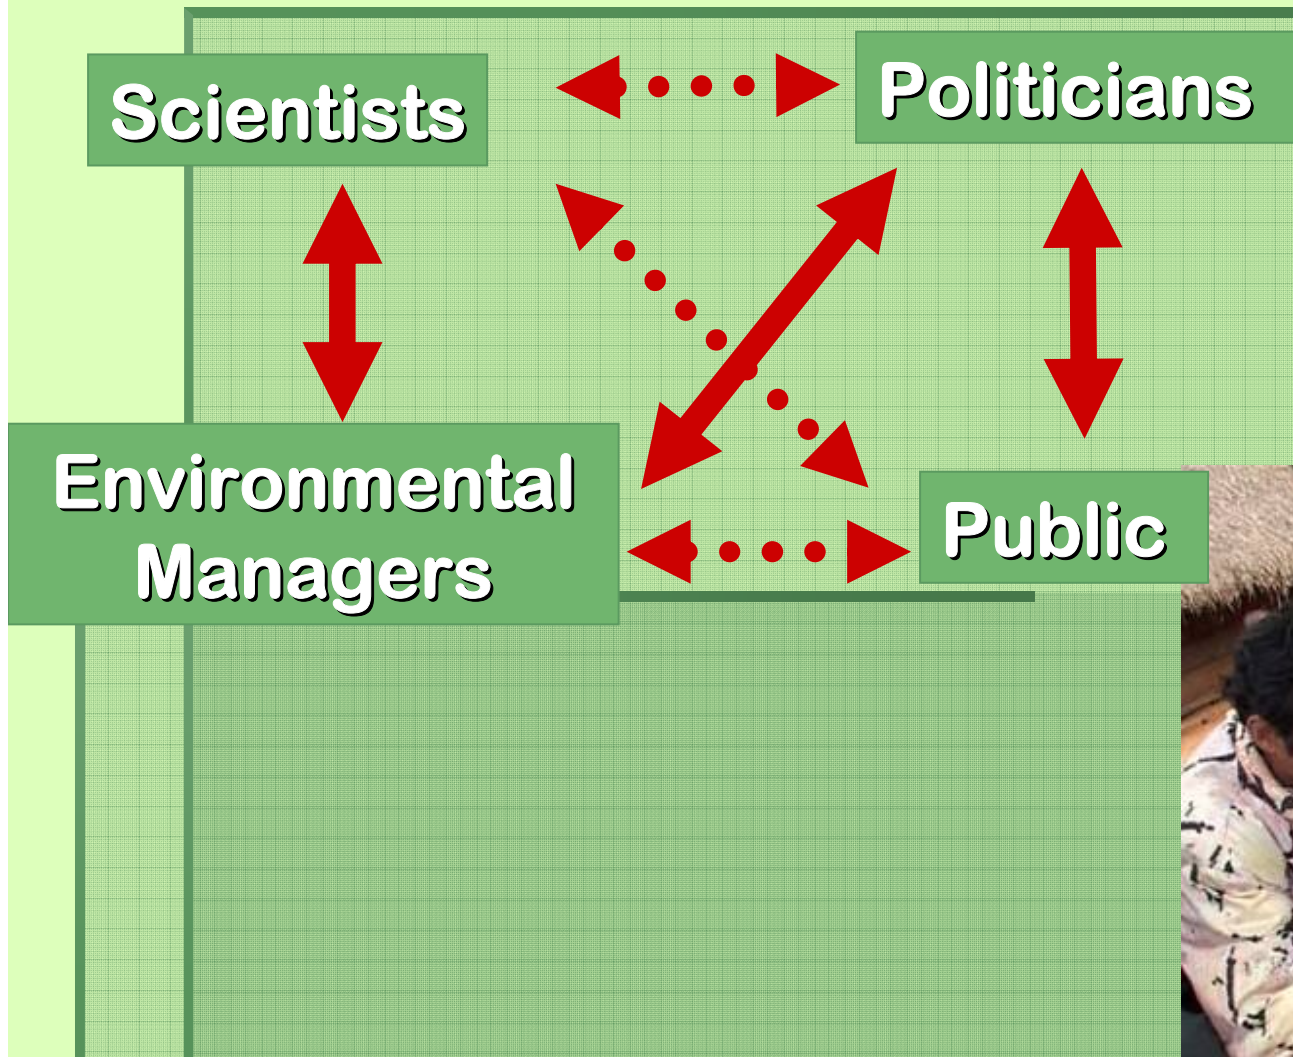 Scientists
Politicians
Environmental
Managers
Public